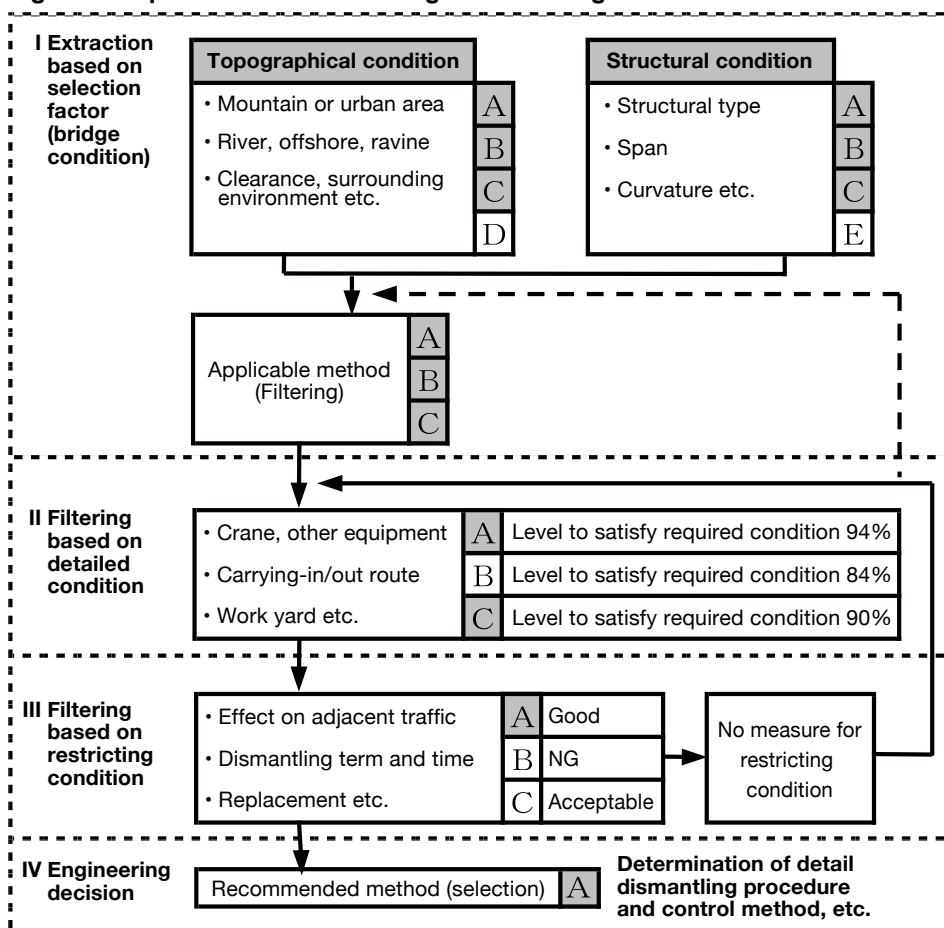 I Extraction
based on
selection
factor
(bridge
condition)
Topographical condition
• Mountain or urban area
• River, offshore, ravine
• Clearance, surrounding
environment etc.
A
B
C
D
Structural condition
• Structural type
• Span
• Curvature etc.
A
B
C
E
Applicable method
(Filtering)
A
B
C
II Filtering
based on
detailed
condition
• Crane, other equipment
• Carrying-in/out route
• Work yard etc.
A Level to satisfy required condition 94%
B Level to satisfy required condition 84%
C Level to satisfy required condition 90%
III Filtering
based on
restricting
condition
• Effect on adjacent traffic
• Dismantling term and time
• Replacement etc.
A Good
B NG
C Acceptable
No measure for
restricting
condition
IV Engineering
decision
Recommended method (selection) A
Determination of detail
dismantling procedure
and control method, etc.